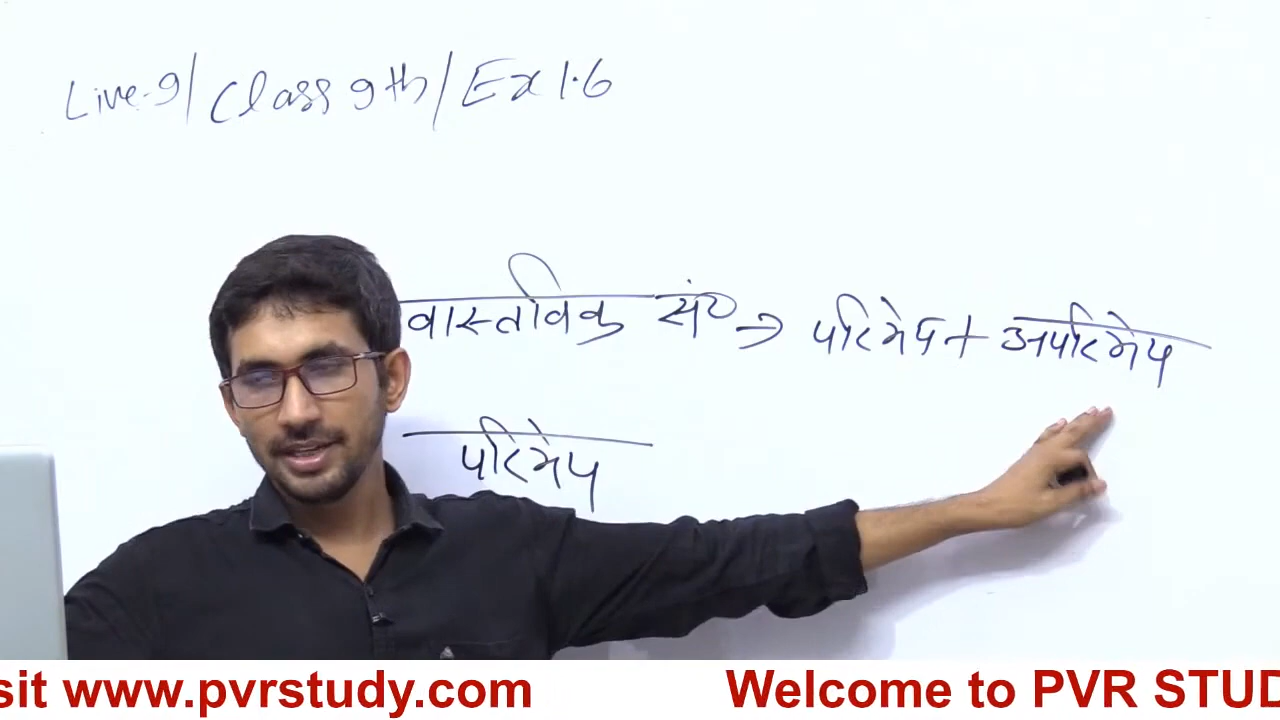 Live-9/ Class 9th/ Ex 1.6
वास्तविक सं० → परिमेय + अपरिमेय
परिमेय
sit www.pvrstudy.com Welcome to PVR STUD